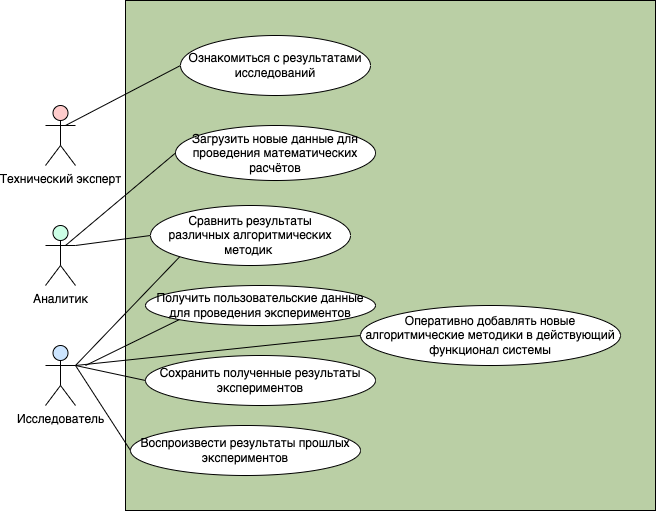 Ознакомиться с результатами
исследований
Технический эксперт
Загрузить новые данные для
проведения математических
расчётов
Сравнить результаты
различных алгоритмических
методик
Аналитик
Получить пользовательские данные
для проведения экспериментов
Оперативно добавлять новые
алгоритмические методики в действующий
функционал системы
Сохранить полученные результаты
экспериментов
Исследователь
Воспроизвести результаты прошлых
экспериментов